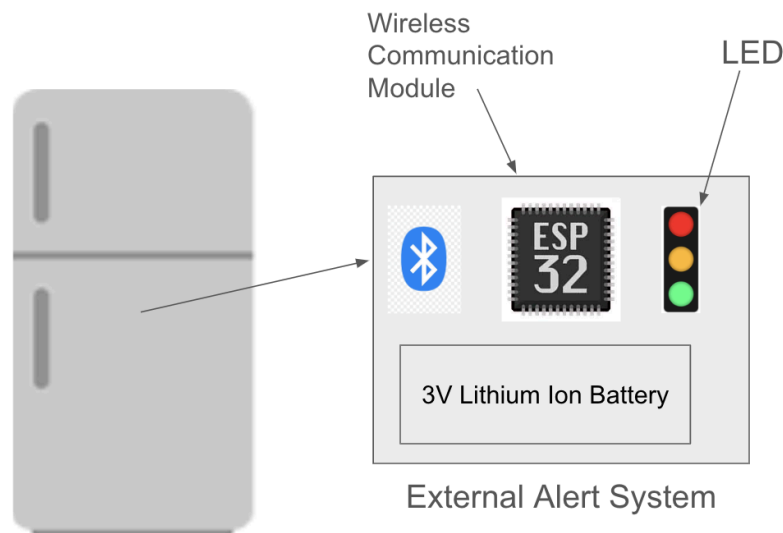 Wireless
Communication
Module
LED
ESP
32
3V Lithium Ion Battery
External Alert System